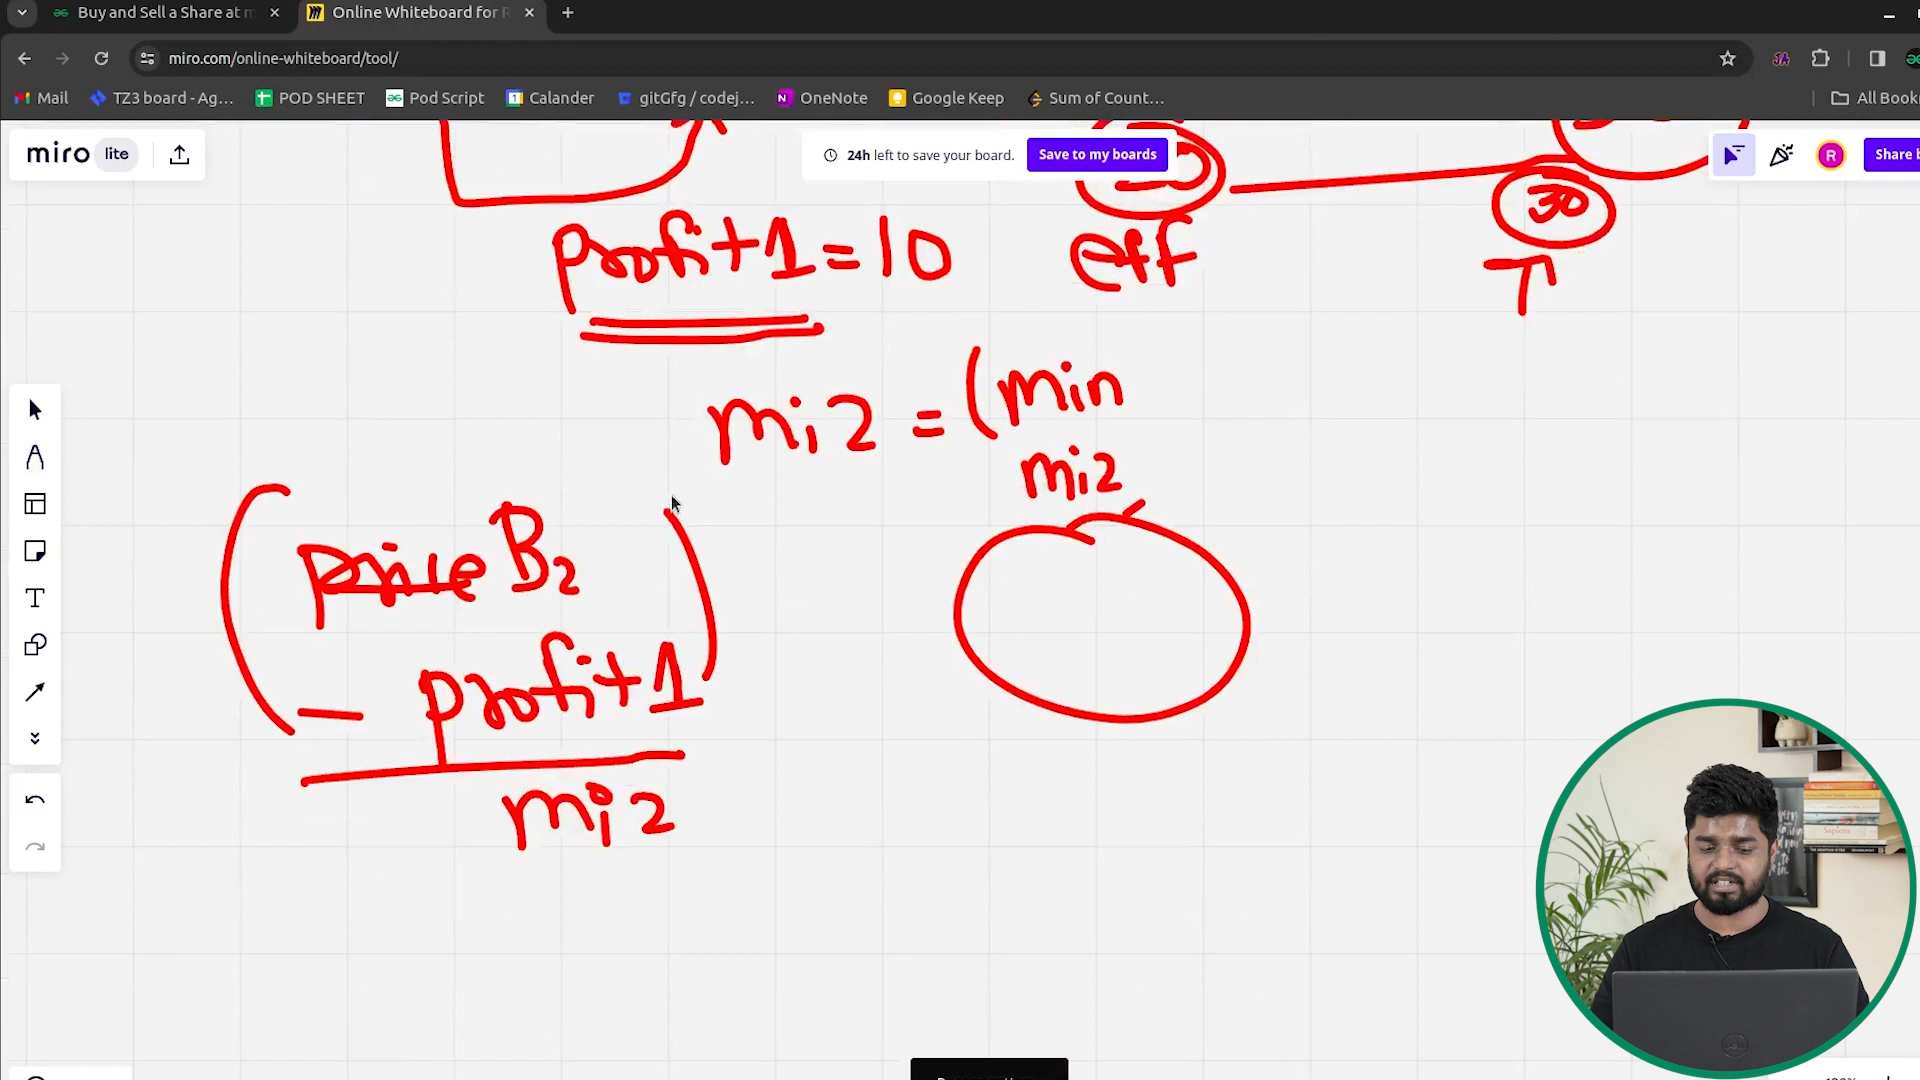 Buy and Sell a Share at m
Online Whiteboard for R
miro.com/online-whiteboard/tool/
Mail
TZ3 board - Ag...
POD SHEET
Pod Script
Calander
gitGfg / codej...
OneNote
Google Keep
Sum of Count...
All Book
miro lite
24h left to save your board.
Save to my boards
R
Share b
30
profit1=10
eff
mi2 = (min
mi2
price B2
- profit1
mi2
T
Sapiens